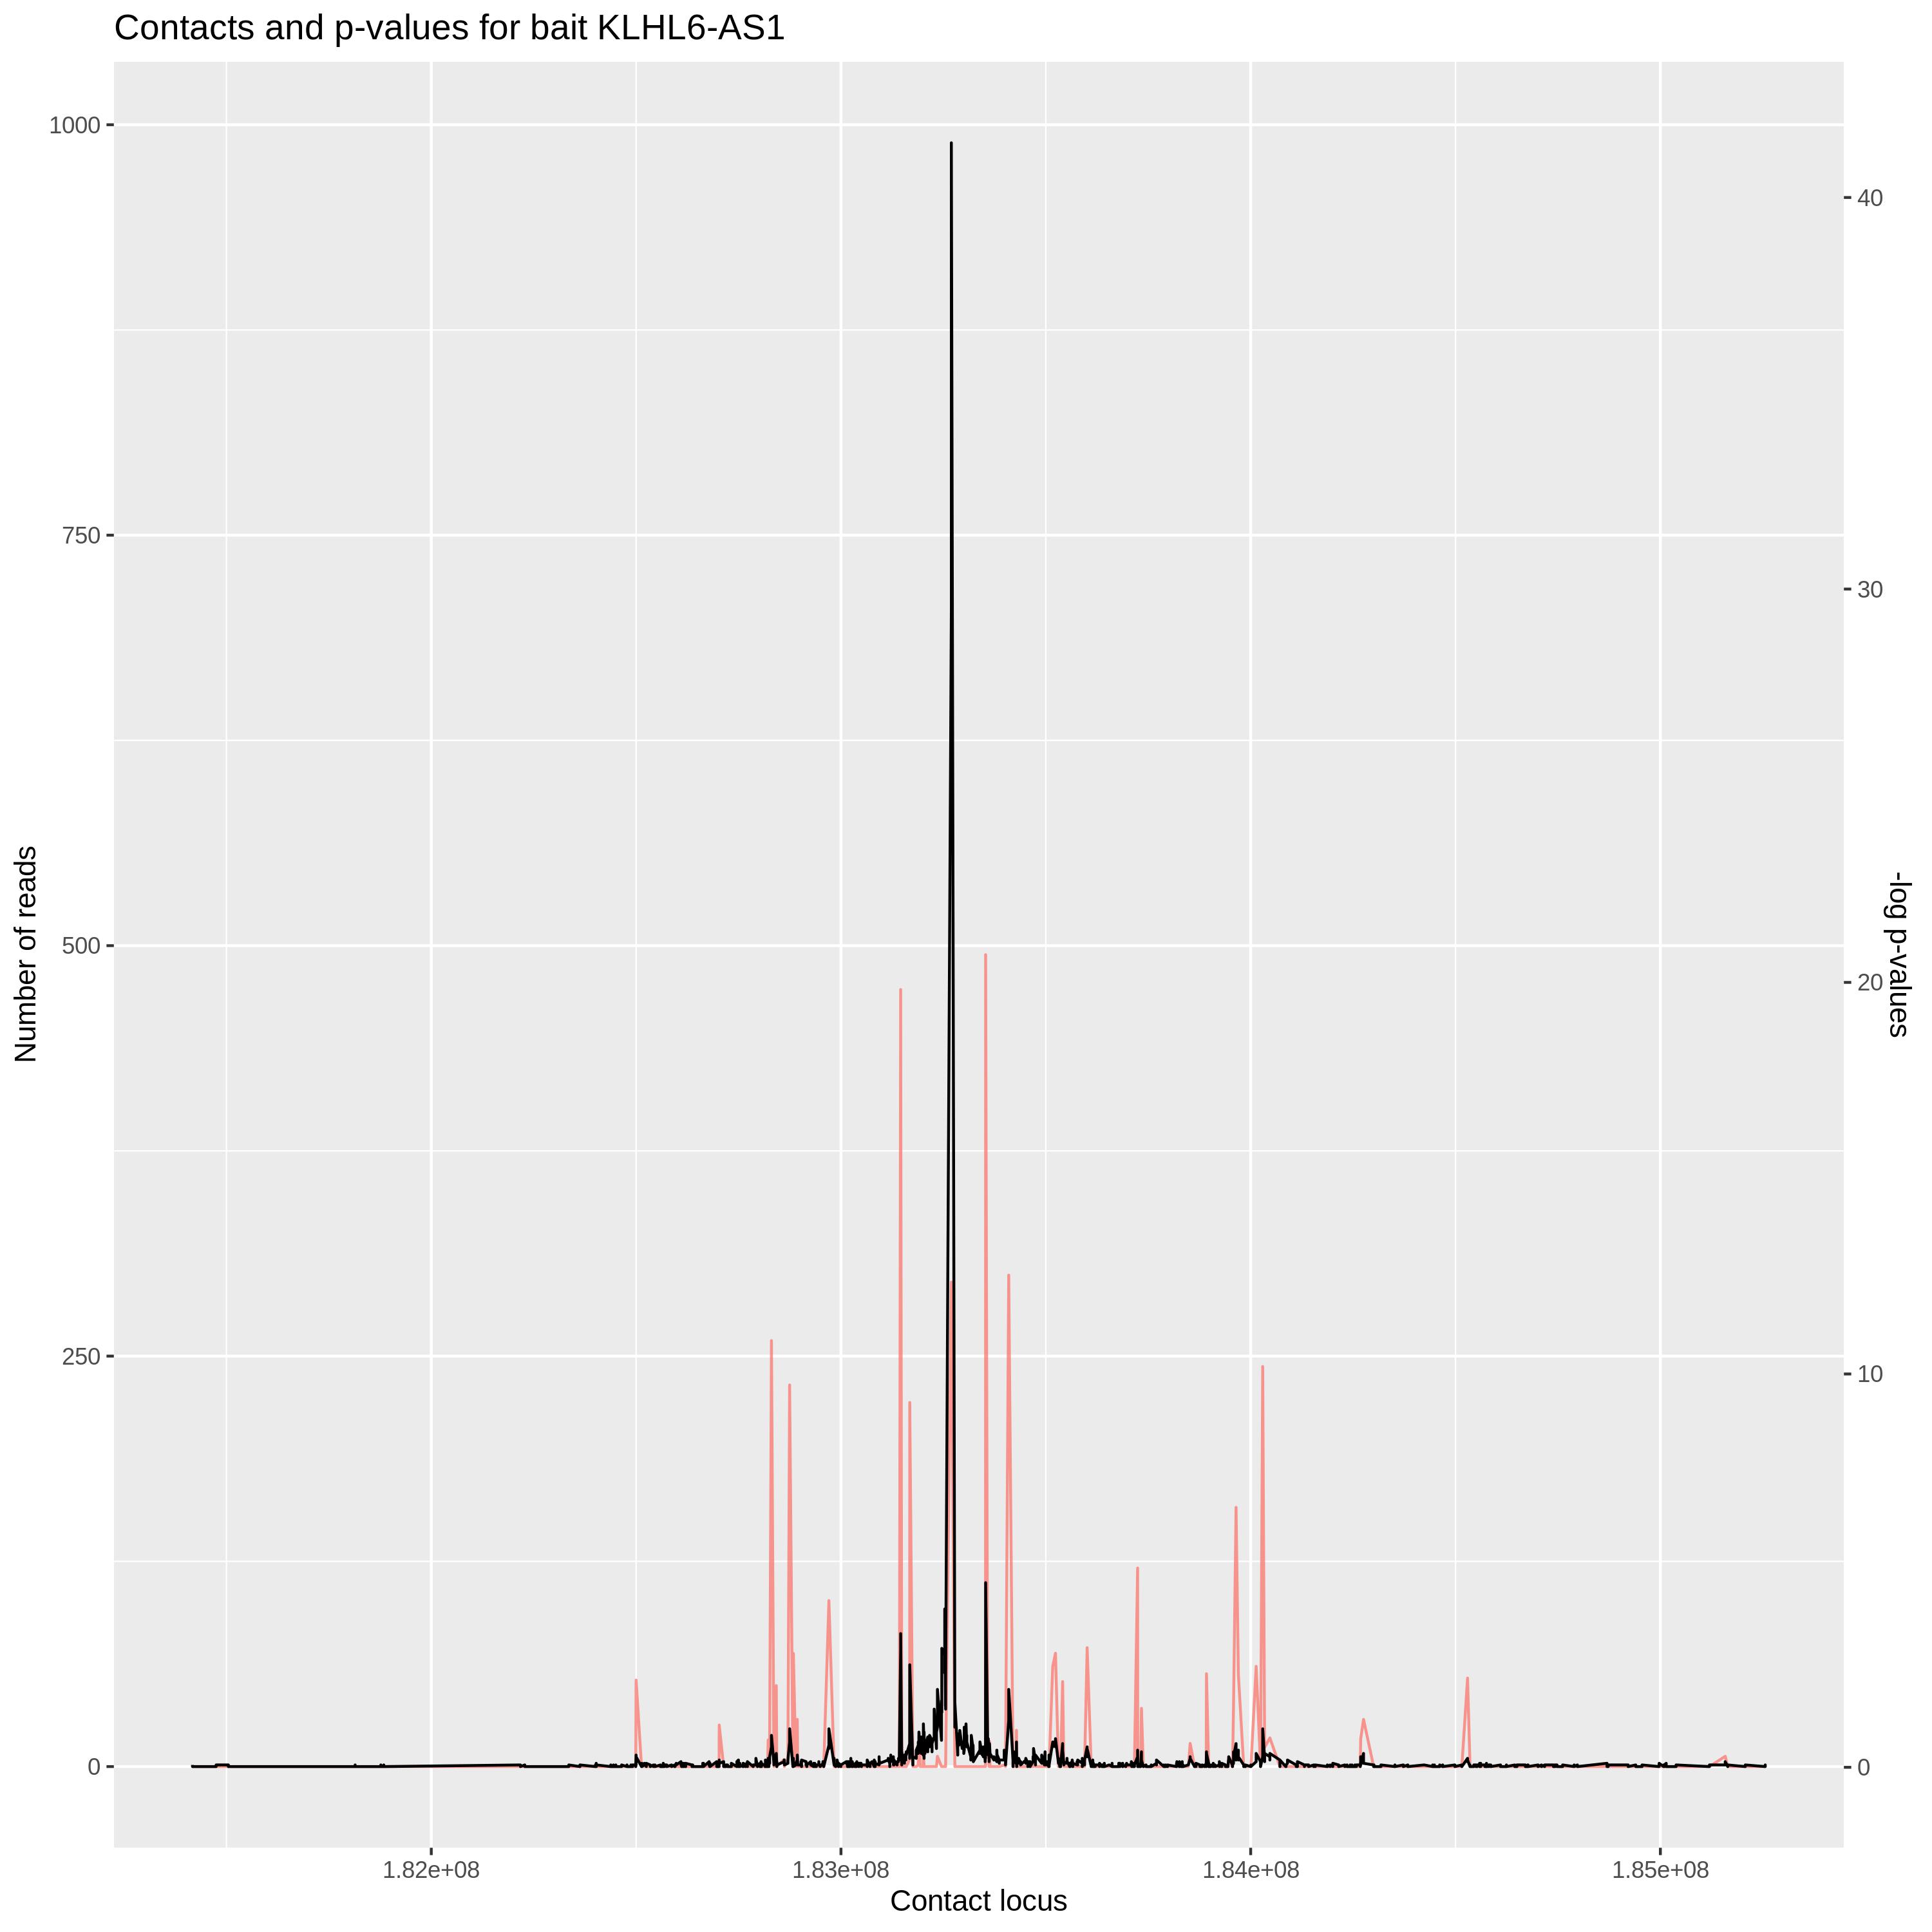 Contacts and p-values for bait KLHL6-AS1
1000
750
500
250
0
Number of reads
40
30
20
10
0
-log p-values
1.82e+08
1.83e+08
1.84e+08
1.85e+08
Contact locus